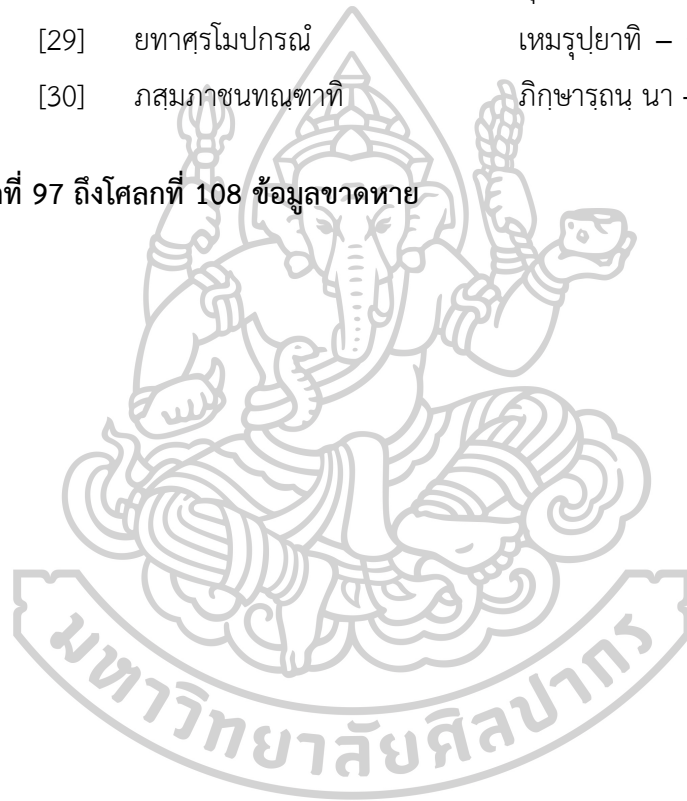 [29] ยทาศฺรโมปกรณํ เหมรุปฺยาทิ –
[30] ภสฺมภาชนทณฺฑาทิ ภิกฺษารฺถนฺ นา -
ที่ 97 ถึงโศลกที่ 108 ข้อมูลขาดหาย
มหาวิทยาลัยศิลปากร